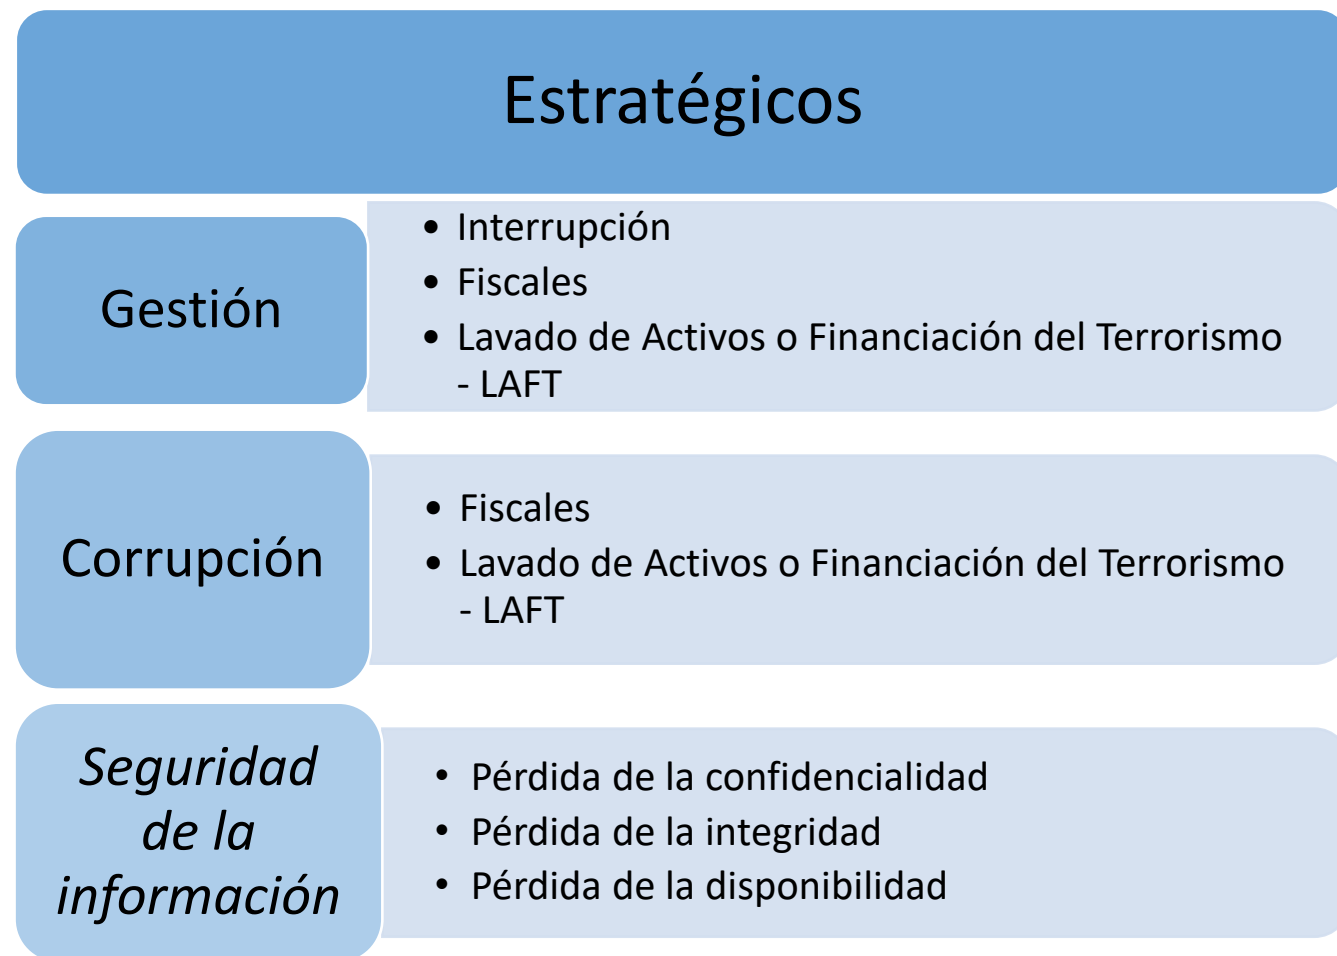 Estratégicos
Gestión
• Interrupción
• Fiscales
• Lavado de Activos o Financiación del Terrorismo
- LAFT
Corrupción
• Fiscales
• Lavado de Activos o Financiación del Terrorismo
- LAFT
Seguridad
de la
información
• Pérdida de la confidencialidad
• Pérdida de la integridad
• Pérdida de la disponibilidad